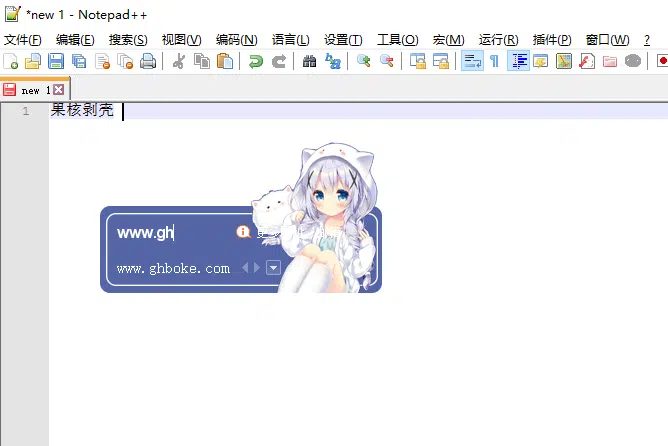 *new 1 - Notepad++
文件(F) 编辑(E) 搜索(S) 视图(V) 编码(N) 语言(L) 设置(T) 工具(O) 宏(M) 运行(R) 插件(P) 窗口(W) ?
new 1
1 果核剥壳
www.gh
www.ghboke.com